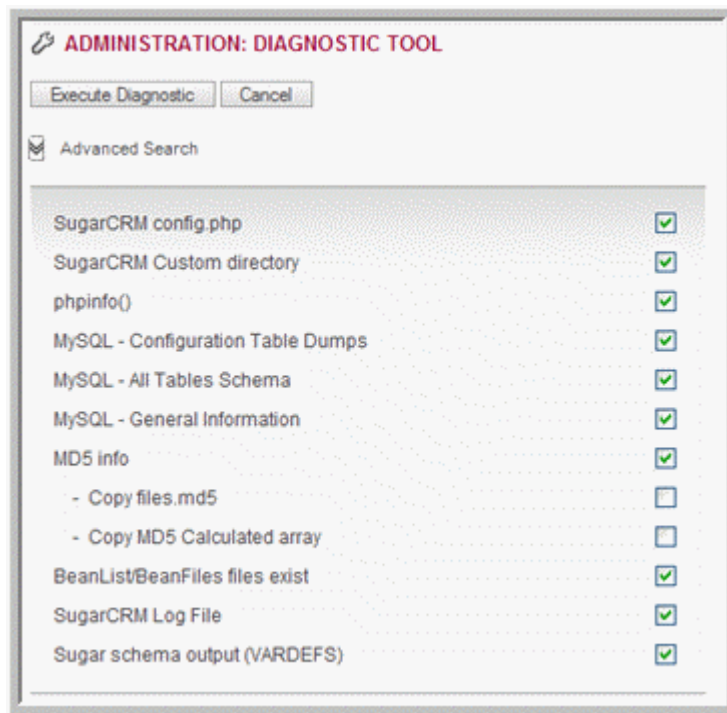 ADMINISTRATION: DIAGNOSTIC TOOL
Execute Diagnostic Cancel
Advanced Search
SugarCRM config.php
SugarCRM Custom directory
phpinfo()
MySQL - Configuration Table Dumps
MySQL - All Tables Schema
MySQL - General Information
MD5 info
- Copy files.md5
- Copy MD5 Calculated array
BeanList/BeanFiles files exist
SugarCRM Log File
Sugar schema output (VARDEFS)